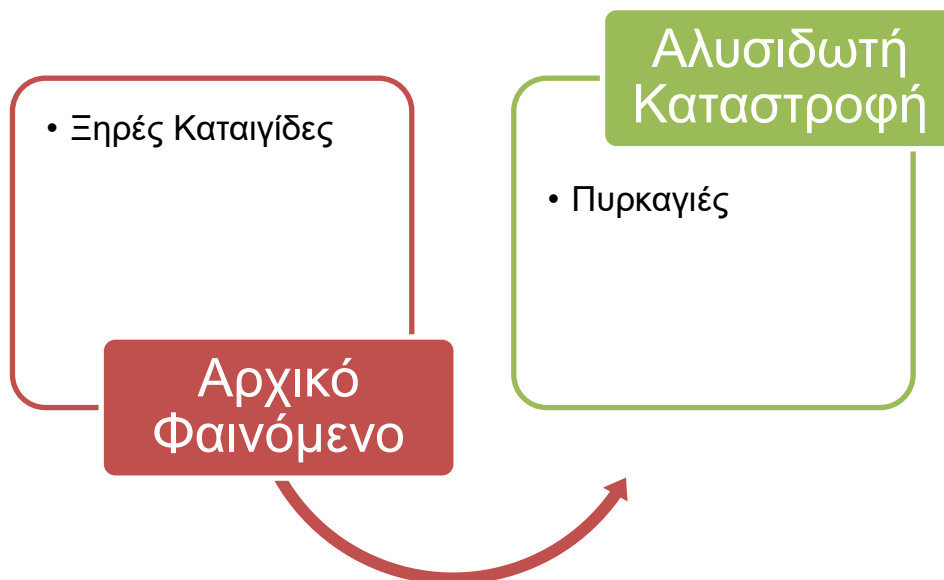 • Ξηρές Καταιγίδες
Αρχικό
Φαινόμενο
Αλυσιδωτή
Καταστροφή
• Πυρκαγιές